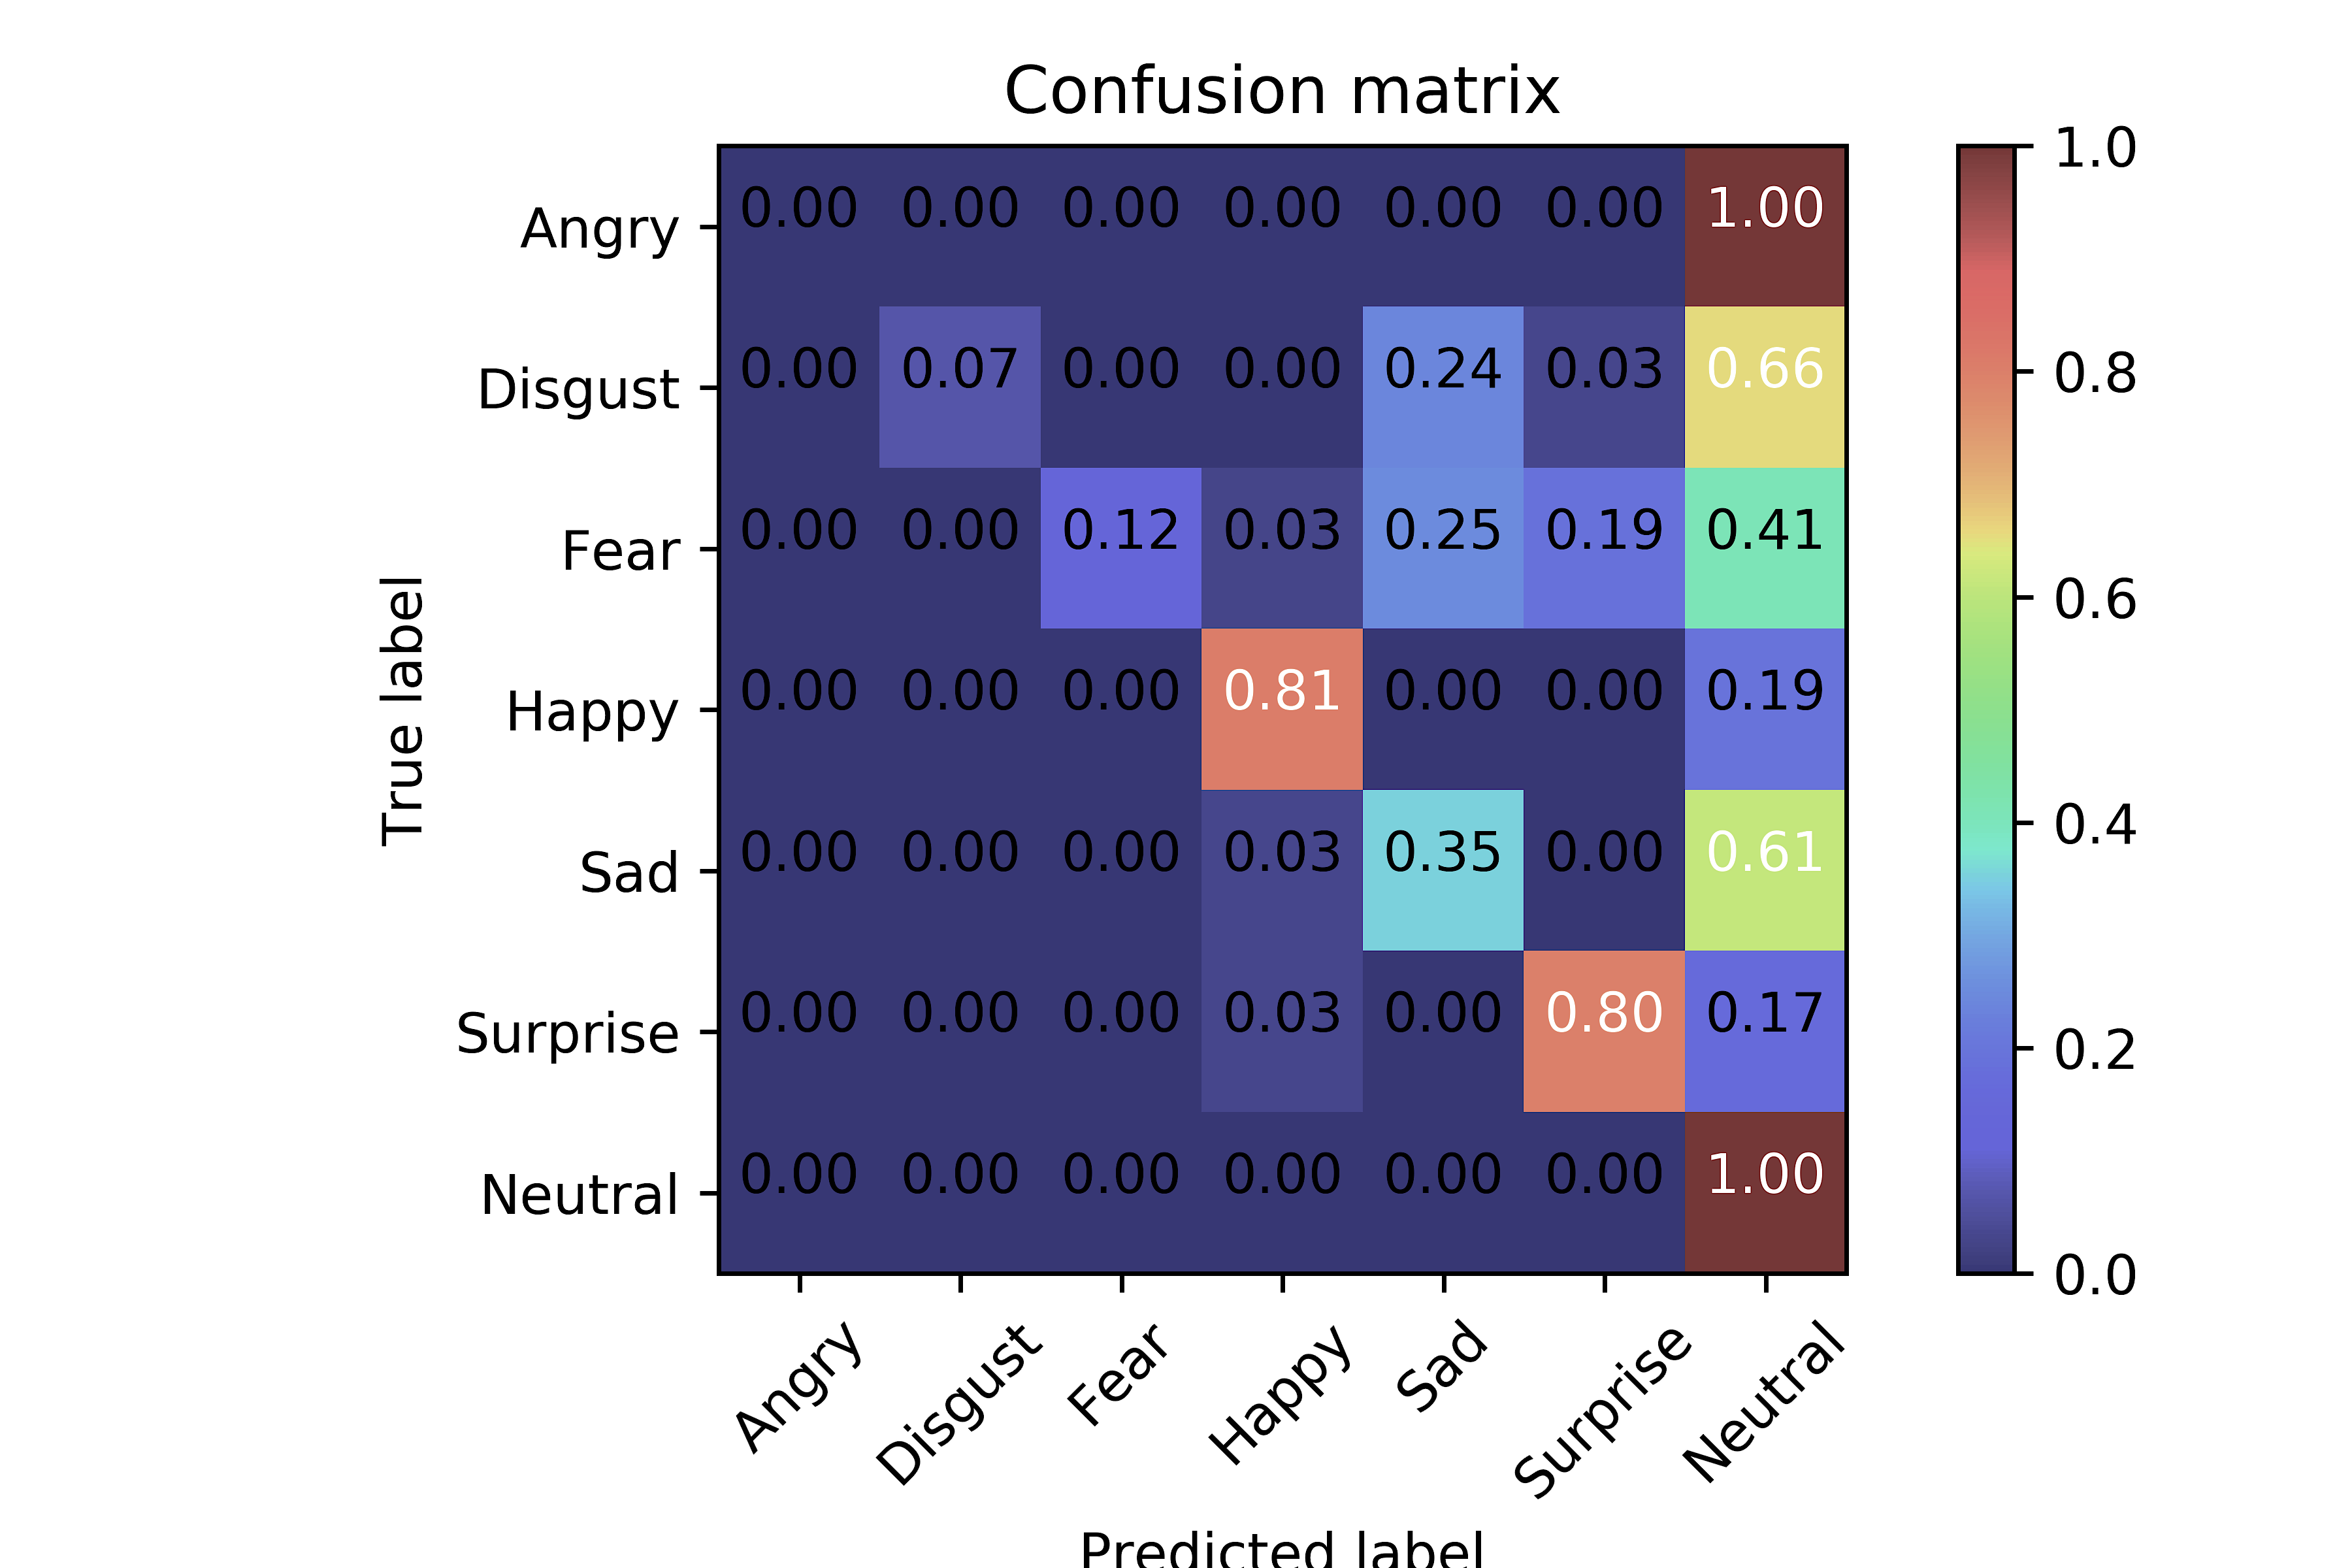 Confusion matrix
Angry 0.00 0.00 0.00 0.00 0.00 0.00 1.00
Disgust 0.00 0.07 0.00 0.00 0.24 0.03 0.66
Fear 0.00 0.00 0.12 0.03 0.25 0.19 0.41
Happy 0.00 0.00 0.00 0.81 0.00 0.00 0.19
Sad 0.00 0.00 0.00 0.03 0.35 0.00 0.61
Surprise 0.00 0.00 0.00 0.03 0.00 0.80 0.17
Neutral 0.00 0.00 0.00 0.00 0.00 0.00 1.00
True label
Angry Disgust Fear Happy Sad Surprise Neutral
Predicted label
1.0
0.8
0.6
0.4
0.2
0.0